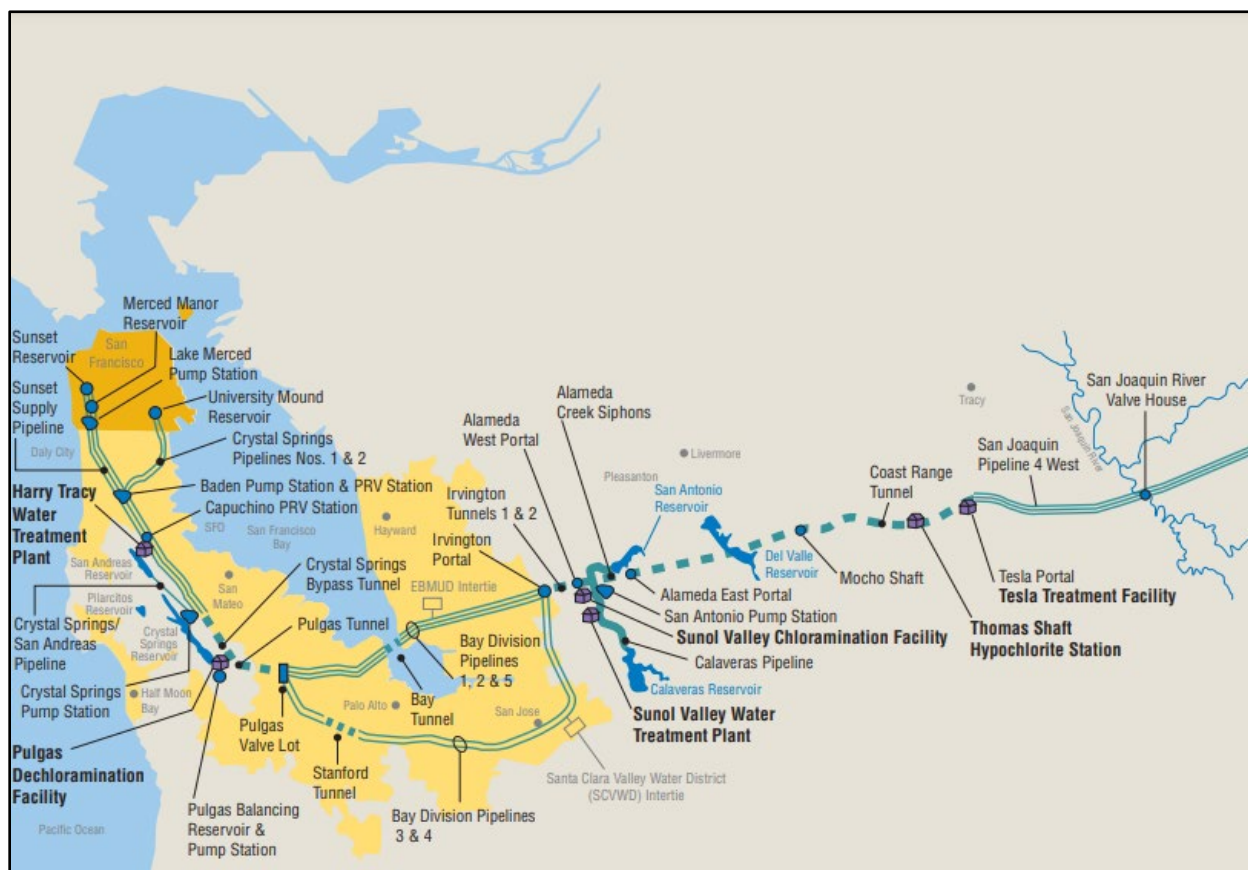 Merced Manor
Reservoir
Sunset
Reservoir
San
Francisco
Lake Merced
Pump Station
Sunset
Supply
Pipeline
University Mound
Reservoir
Daly City
Crystal Springs
Pipelines Nos. 1 & 2
Harry Tracy
Water
Treatment
Plant
Baden Pump Station & PRV Station
Capuchino PRV Station
SFO
San Francisco
Bay
Hayward
San Andreas
Reservoir
Pilarcitos
Reservoir
San
Mateo
Crystal Springs
Bypass Tunnel
EBMUD Intertie
Crystal Springs/
San Andreas
Pipeline
Crystal
Springs
Reservoir
Pulgas Tunnel
Crystal Springs
Pump Station
Half Moon
Bay
Pulgas
Dechloramination
Facility
Pulgas
Valve Lot
Palo Alto
Bay
Tunnel
Bay Division
Pipelines
1, 2 & 5
San Jose
Stanford
Tunnel
Pulgas Balancing
Reservoir &
Pump Station
Bay Division Pipelines
3 & 4
Santa Clara Valley Water District
(SCVWD) Intertie
Pacific Ocean
Alameda
Creek Siphons
Alameda
West Portal
Irvington
Tunnels 1 & 2
Irvington
Portal
Pleasanton
Livermore
San Antonio
Reservoir
Del Valle
Reservoir
Alameda East Portal
San Antonio Pump Station
Sunol Valley Chloramination Facility
Calaveras Pipeline
Calaveras Reservoir
Sunol Valley Water
Treatment Plant
Mocho Shaft
Coast Range
Tunnel
Tracy
San Joaquin River
Valve House
San Joaquin River
San Joaquin
Pipeline 4 West
Tesla Portal
Tesla Treatment Facility
Thomas Shaft
Hypochlorite Station